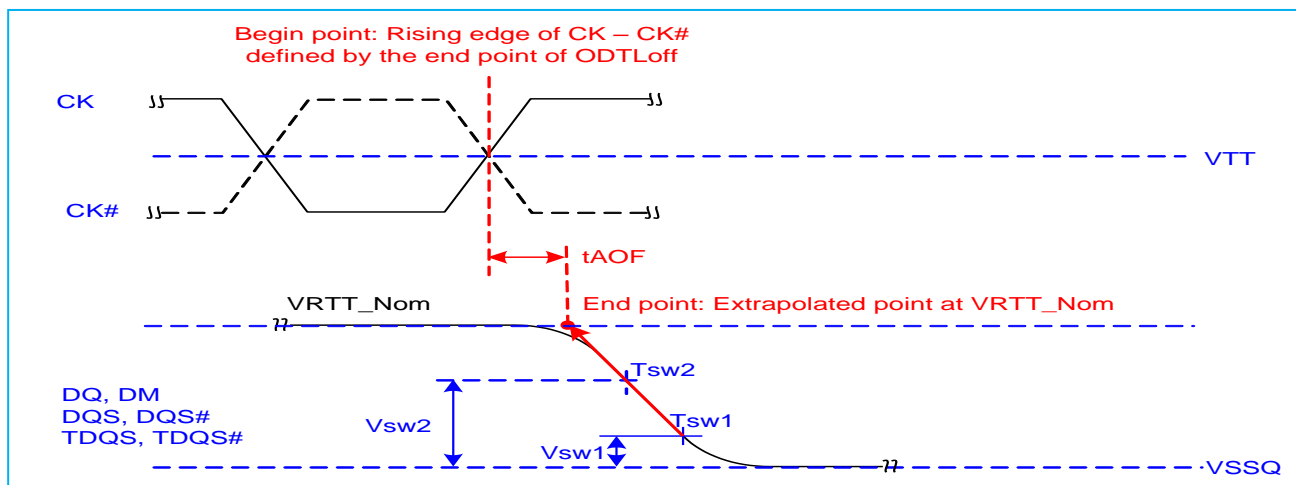 Begin point: Rising edge of CK – CK#
defined by the end point of ODTLoff
CK
VTT
CK#
tAOF
VRTT_Nom
End point: Extrapolated point at VRTT_Nom
Tsw2
DQ, DM
DQS, DQS#
TDQS, TDQS#
Vsw2
Tsw1
Vsw1
VSSQ